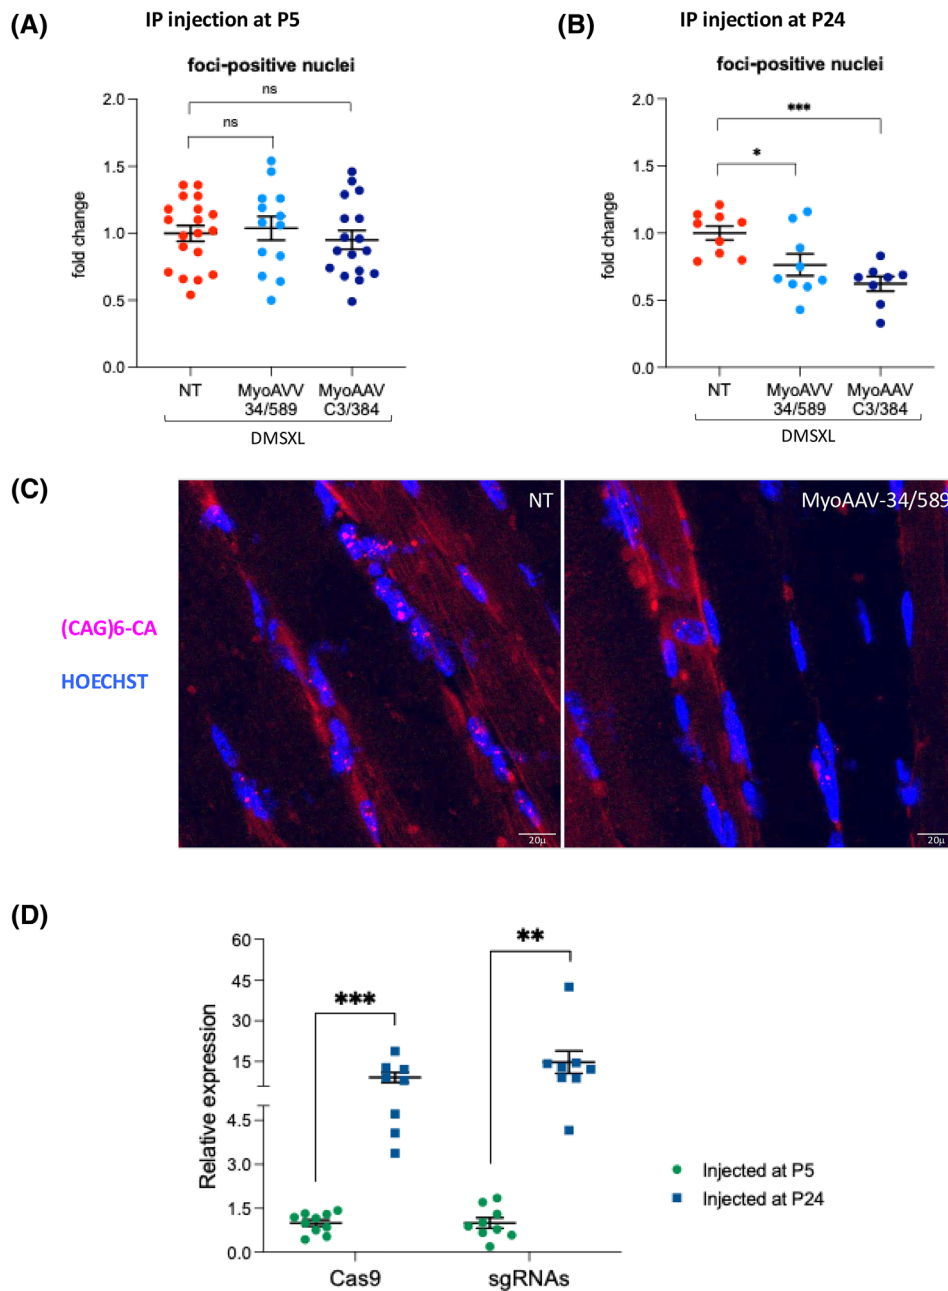 (A)
IP injection at P5
foci-positive nuclei
ns
ns
2.0
1.5
1.0
0.5
0.0
fold change
NT
MyoAVV
34/589
MyoAAV
C3/384
DMSXL
(B)
IP injection at P24
foci-positive nuclei
***
*
2.0
1.5
1.0
0.5
0.0
fold change
NT
MyoAVV
34/589
MyoAAV
C3/384
DMSXL
(C)
(CAG)6-CA
HOECHST
NT
20µ
MyoAAV-34/589
20µ
(D)
60
45
30
15
4.5
3.0
1.5
0.0
Relative expression
***
**
Cas9
sgRNAs
Injected at P5
Injected at P24